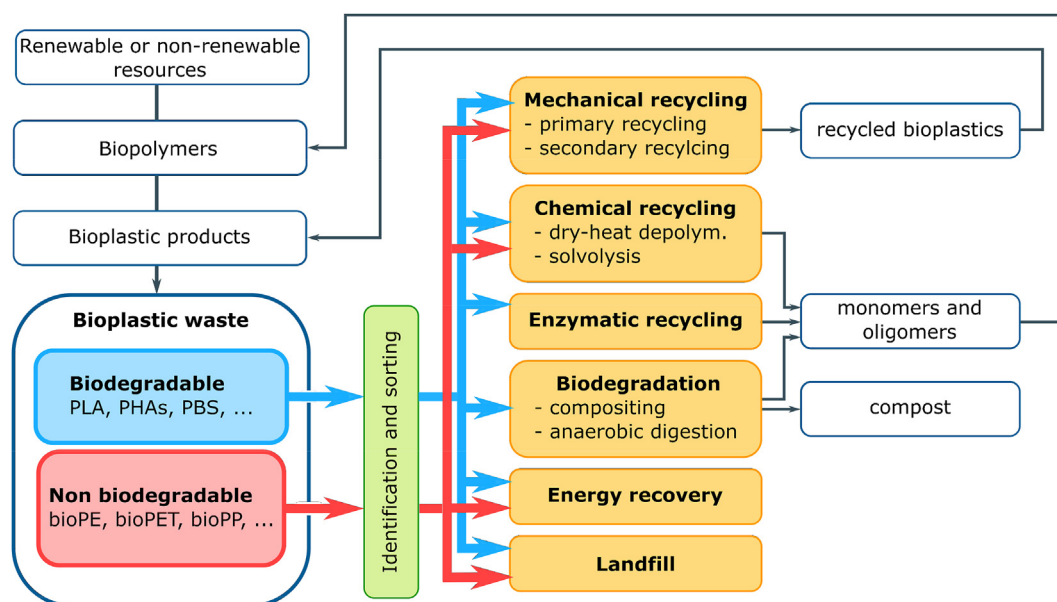 Renewable or non-renewable
resources
Biopolymers
Bioplastic products
Bioplastic waste
Biodegradable
PLA, PHAs, PBS, ...
Non biodegradable
bioPE, bioPET, bioPP, ...
Identification and sorting
Mechanical recycling
- primary recycling
- secondary recylcing
Chemical recycling
- dry-heat depolym.
- solvolysis
Enzymatic recycling
Biodegradation
- compositing
- anaerobic digestion
Energy recovery
Landfill
recycled bioplastics
monomers and
oligomers
compost